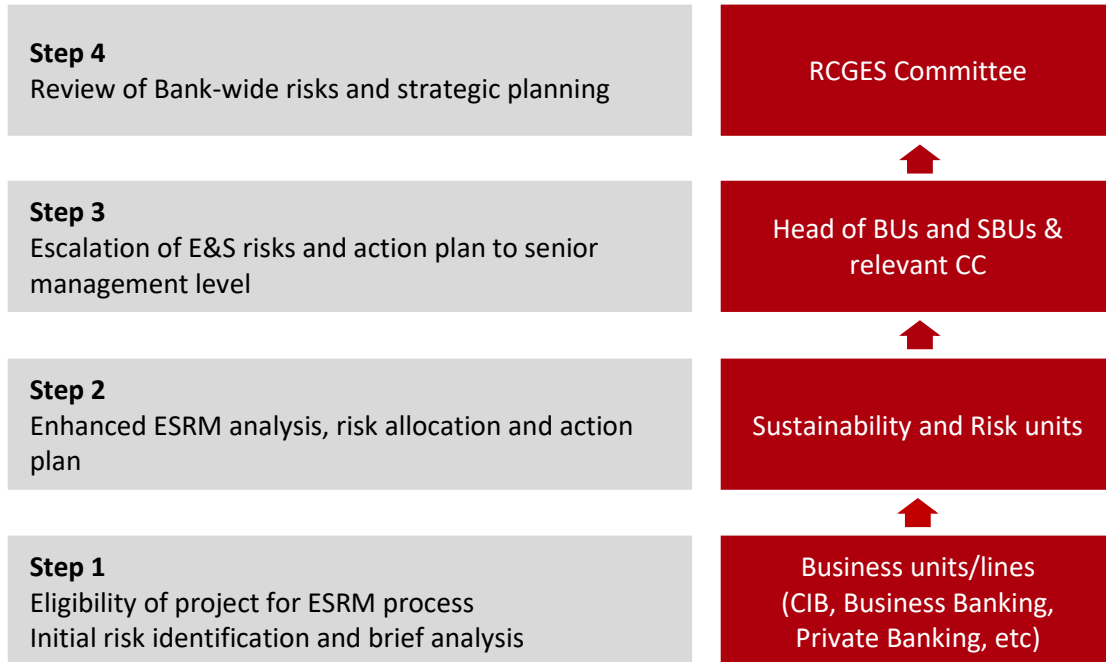 Step 4
Review of Bank-wide risks and strategic planning
RCGES Committee
Step 3
Escalation of E&S risks and action plan to senior
management level
Head of BUs and SBUs &
relevant CC
Step 2
Enhanced ESRM analysis, risk allocation and action
plan
Sustainability and Risk units
Step 1
Eligibility of project for ESRM process
Initial risk identification and brief analysis
Business units/lines
(CIB, Business Banking,
Private Banking, etc)